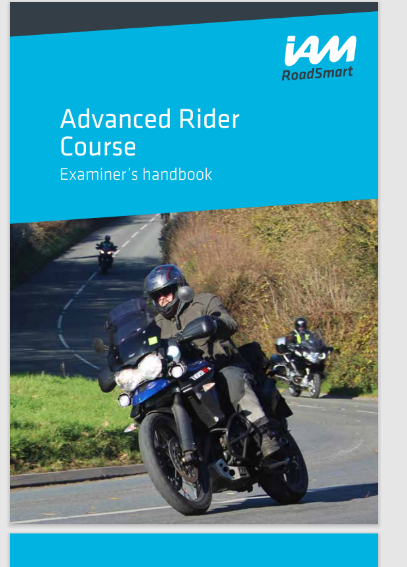 iAM
RoadSmart
Advanced Rider
Course
Examiner's handbook